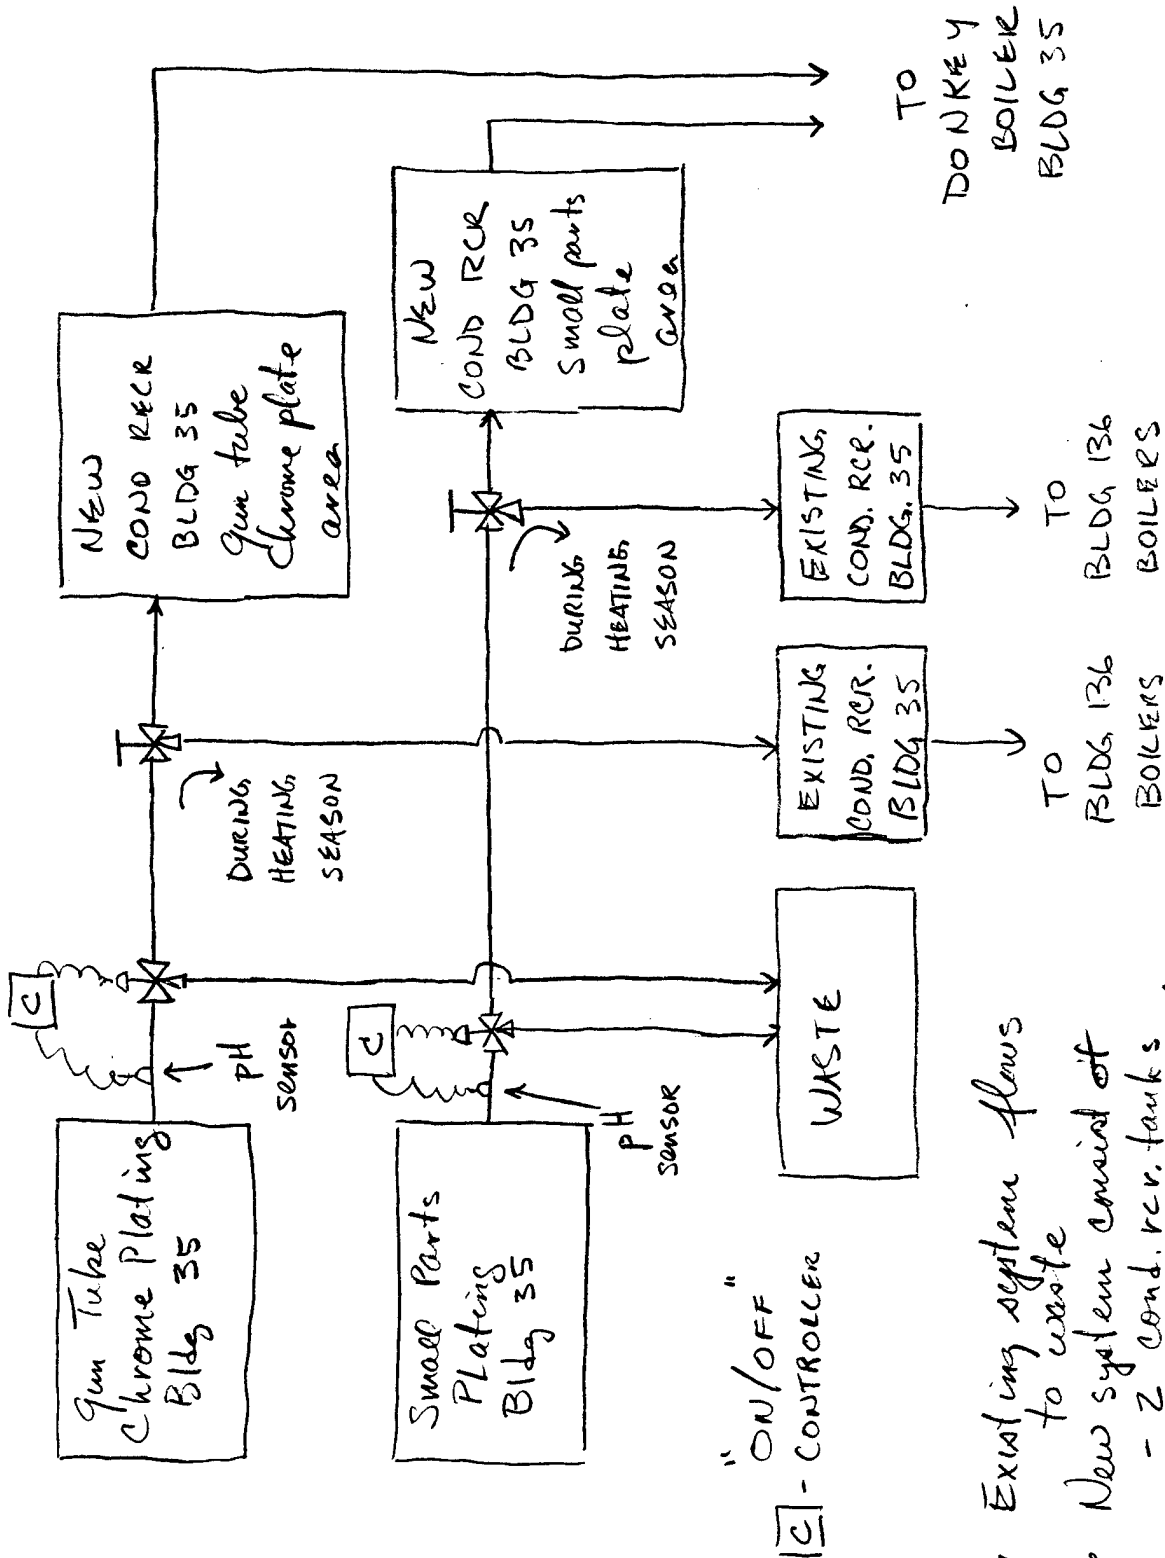 Gun Tube
Chrome Plating
Bldg 35
C
pH
sensor
DURING
HEATING
SEASON
NEW
COND RECR
BLDG 35
Gun tube
Chrome plate
area
Small Parts
Plating
Bldg 35
C
pH
SENSOR
DURING
HEATING
SEASON
NEW
COND RCR
BLDG 35
Small parts
plate
area
WASTE
EXISTING
COND. RCR.
BLDG 35
EXISTING
COND. RCR.
BLDG. 35
TO
BLDG 136
BOILERS
TO
BLDG 136
BOILERS
TO
DONKEY
BOILER
BLDG 35
"ON/OFF"
C - CONTROLLER
Existing system flows
to waste
New system consist of
- 2 cond. rcr. tanks